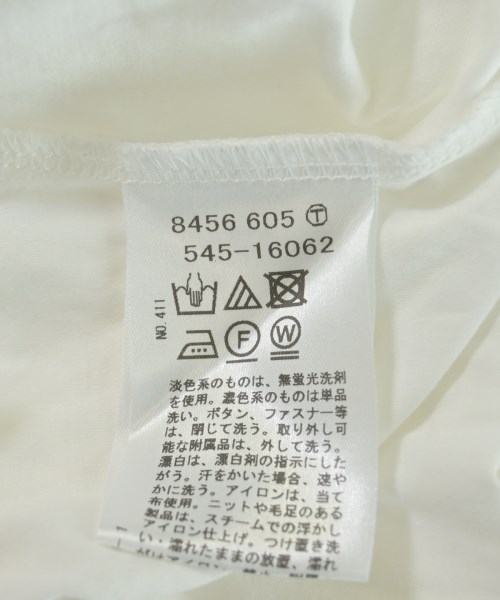 8456 605 Ⓣ
545-16062
NO.411
F
W
淡色系のものは、無蛍光洗剤
を使用。濃色系のものは単品
洗い。ボタン、ファスナー等
は、閉じて洗う。取り外し可
能な附属品は、外して洗う。
漂白は、漂白剤の指示にした
がう。汗をかいた場合、速や
かに洗う。アイロンは、当て
布使用。ニットや毛足のある
製品は、スチームでの浮かし
アイロン仕上げ。つけ置き洗
い・濡れたままの放置、濡れ